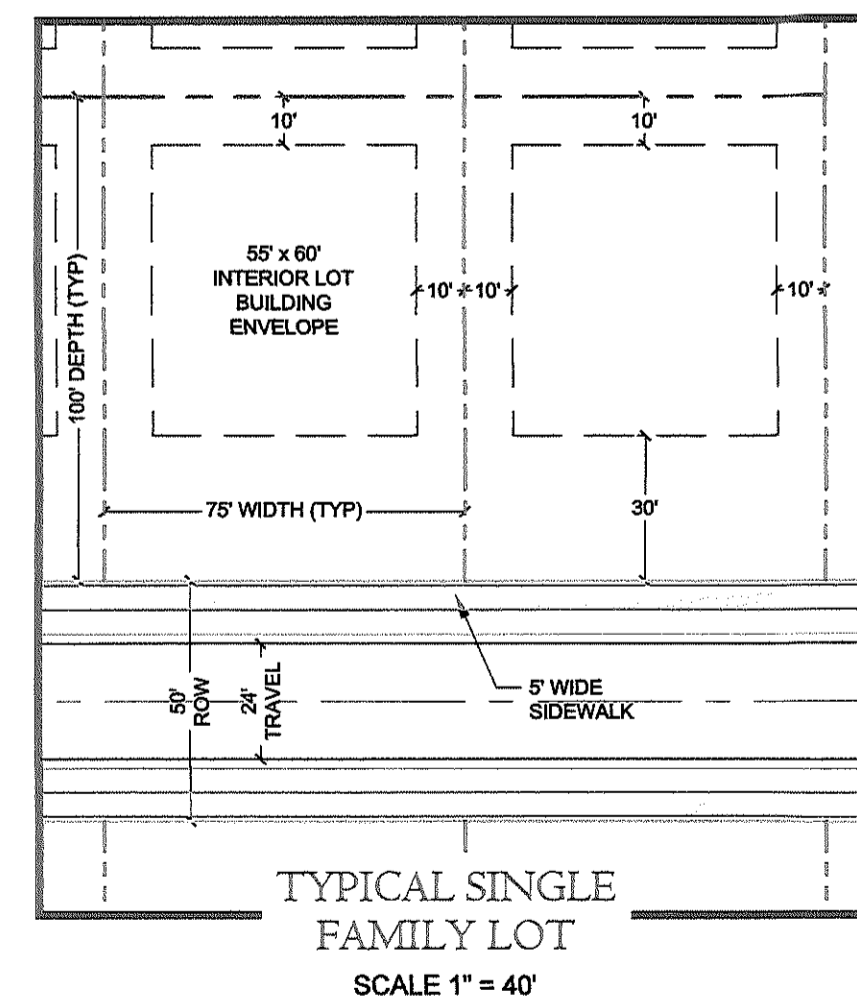 10'
10'
55' x 60'
INTERIOR LOT
BUILDING
ENVELOPE
10'
10'
10'
100' DEPTH (TYP)
75' WIDTH (TYP)
30'
50'
ROW
24'
TRAVEL
5' WIDE
SIDEWALK
TYPICAL SINGLE
FAMILY LOT
SCALE 1" = 40'